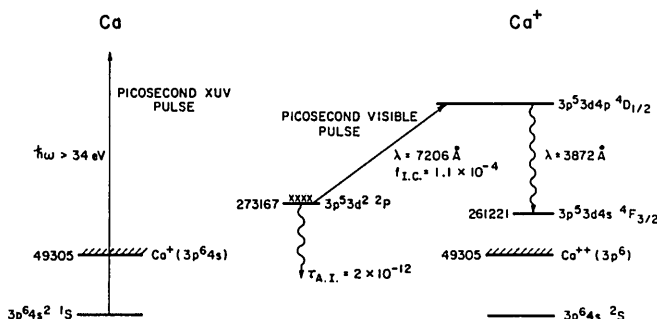 Ca
Ca⁺
PICOSECOND XUV
PULSE
ħω > 34 eV
PICOSECOND VISIBLE
PULSE
3p⁵3d4p ⁴D₁/₂
λ = 7206 Å
f I.C. = 1.1 × 10⁻⁴
λ = 3872 Å
273167
XXXX
3p⁵3d² ²P
261221
3p⁵3d4s ⁴F₃/₂
49305
Ca⁺ (3p⁶4s)
τ A.I. = 2 × 10⁻¹²
49305
Ca⁺⁺ (3p⁶)
3p⁶4s² ¹S
3p⁶4s ²S